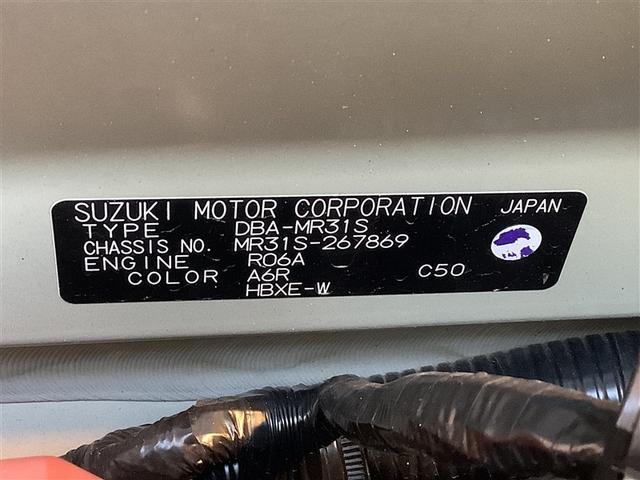 SUZUKI MOTOR CORPORATION JAPAN
TYPE DBA-MR31S
CHASSIS NO. MR31S-267869
ENGINE R06A
COLOR A6R C50
HBXE-W